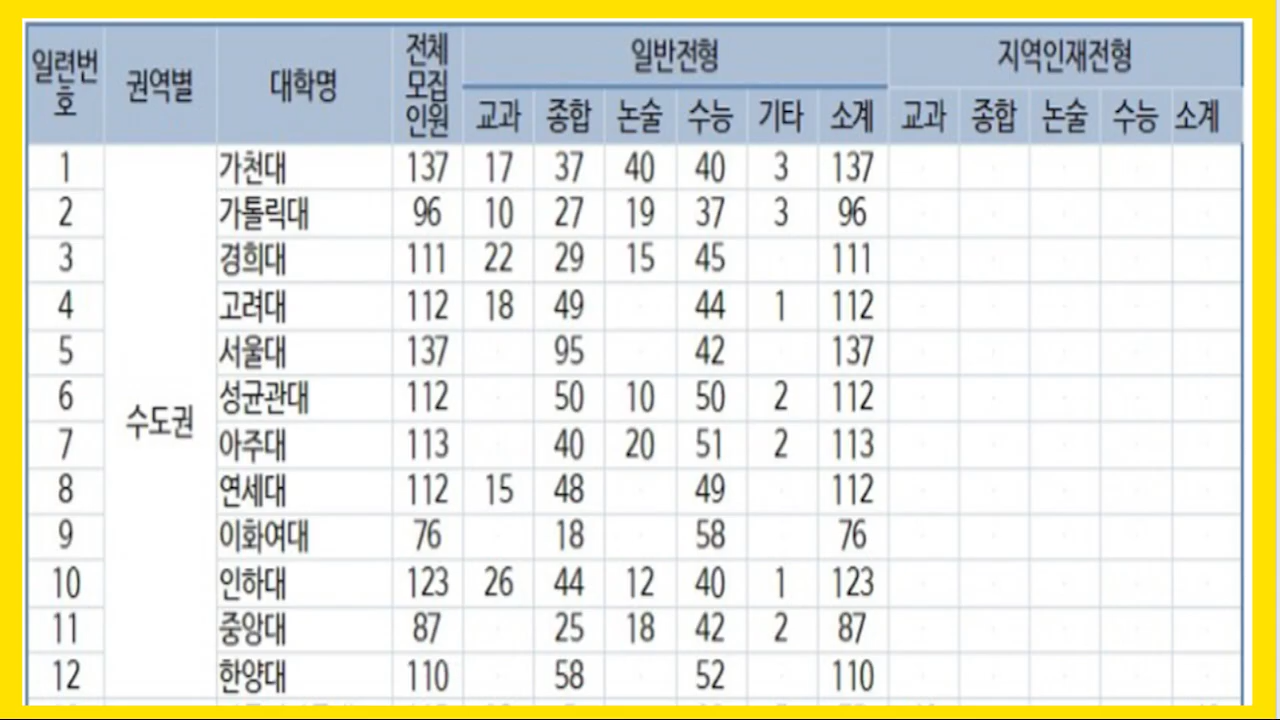 일련번호 권역별 대학명 전체 모집 인원 일반전형 지역인재전형
교과 종합 논술 수능 기타 소계 교과 종합 논술 수능 소계
1 가천대 137 17 37 40 40 3 137
2 가톨릭대 96 10 27 19 37 3 96
3 경희대 111 22 29 15 45 111
4 고려대 112 18 49 44 1 112
5 서울대 137 95 42 137
6 성균관대 112 50 10 50 2 112
수도권
7 아주대 113 40 20 51 2 113
8 연세대 112 15 48 49 112
9 이화여대 76 18 58 76
10 인하대 123 26 44 12 40 1 123
11 중앙대 87 25 18 42 2 87
12 한양대 110 58 52 110